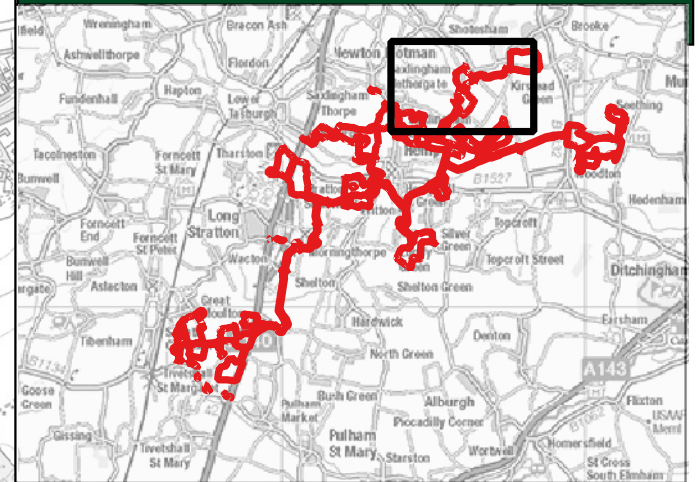 Wreningham
Bracon Ash
Shotesham
Brooke
Ashwellthorpe
Flordon
Newton
otman
Saxlingham
Nethergate
Fundenhall
Hapton
Lower
Tasburgh
Saxlingham
Thorpe
Kirstead
Green
Seething
Tacolneston
Forncett
St Mary
Tharston
Bunwell
B1527
Woodton
Hedenham
Forncett
End
Long
Stratton
Silver
Green
Topcroft
Forncett
St Peter
Wacton
Morningthorpe
Topcroft Street
Bunwell
Hill
Aslacton
Shelton
Shelton Green
Ditchingham
Great
Moulton
Hardwick
Denton
Earsham
Tibenham
North Green
B1134
Tivetshall
St Margaret
A143
Goose
Green
Bush Green
Alburgh
Flixton
Pulham
Market
Piccadilly Corner
Gissing
Tivetshall
St Mary
Pulham
St Mary
Starston
Wortwell
Homersfield
St Cross
South Elmham